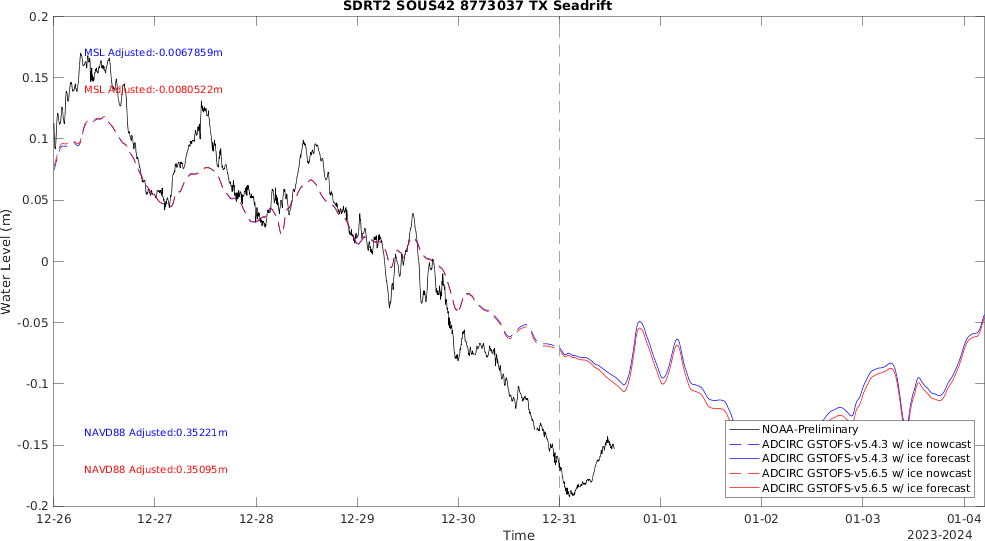 SDRT2 SOUS42 8773037 TX Seadrift
0.2
0.15
0.1
0.05
0
-0.05
-0.1
-0.15
-0.2
Water Level (m)
MSL Adjusted:-0.0067859m
MSL Adjusted:-0.0080522m
NAVD88 Adjusted:0.35221m
NAVD88 Adjusted:0.35095m
NOAA-Preliminary
ADCIRC GSTOFS-v5.4.3 w/ ice nowcast
ADCIRC GSTOFS-v5.4.3 w/ ice forecast
ADCIRC GSTOFS-v5.6.5 w/ ice nowcast
ADCIRC GSTOFS-v5.6.5 w/ ice forecast
12-26 12-27 12-28 12-29 12-30 12-31 01-01 01-02 01-03 01-04
Time
2023-2024